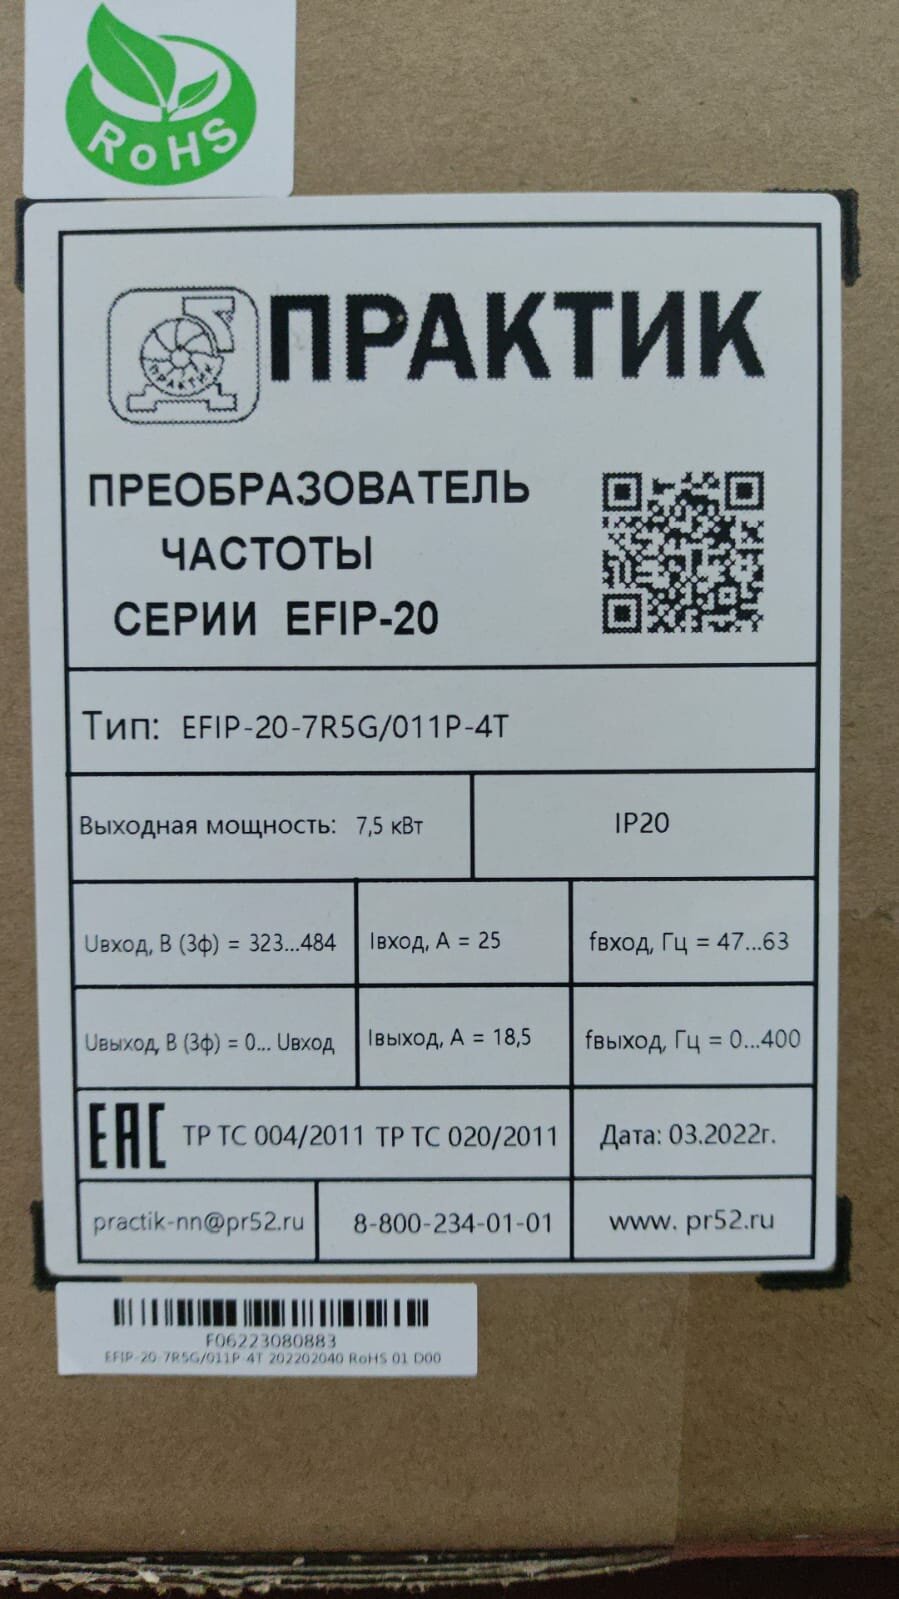 RoHS
ПРАКТИК
ПРАКТИК
ПРЕОБРАЗОВАТЕЛЬ
ЧАСТОТЫ
СЕРИИ EFIP-20
Тип: EFIP-20-7R5G/011P-4T
Выходная мощность: 7,5 кВт
IP20
Uвход, В (3ф) = 323...484
Iвход, А = 25
fвход, Гц = 47...63
Uвыход, В (3ф) = 0... Uвход
Iвыход, А = 18,5
fвыход, Гц = 0...400
EAC ТР ТС 004/2011 ТР ТС 020/2011
Дата: 03.2022г.
practik-nn@pr52.ru
8-800-234-01-01
www. pr52.ru
F06223080883
EFIP-20-7R5G/011P-4T 202202040 RoHS 01 D00